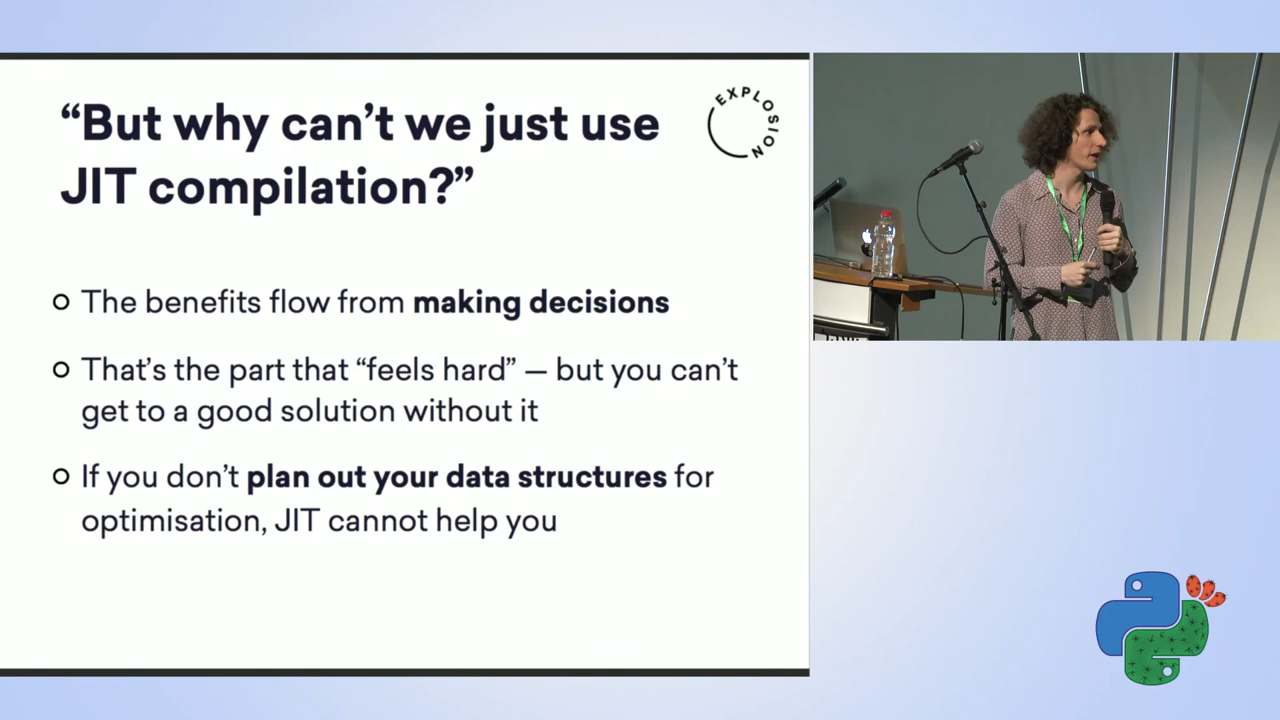 “But why can’t we just use
JIT compilation?”
EXPLOSION
The benefits flow from making decisions
That’s the part that “feels hard” — but you can’t
get to a good solution without it
If you don’t plan out your data structures for
optimisation, JIT cannot help you